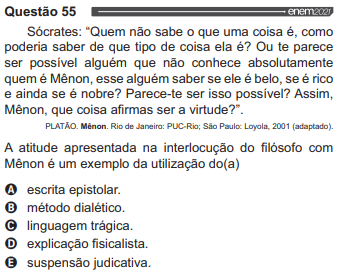 Questão 55 enem2021
Sócrates: “Quem não sabe o que uma coisa é, como
poderia saber de que tipo de coisa ela é? Ou te parece
ser possível alguém que não conhece absolutamente
quem é Mênon, esse alguém saber se ele é belo, se é rico
e ainda se é nobre? Parece-te ser isso possível? Assim,
Mênon, que coisa afirmas ser a virtude?”.
PLATÃO. Mênon. Rio de Janeiro: PUC-Rio; São Paulo: Loyola, 2001 (adaptado).
A atitude apresentada na interlocução do filósofo com
Mênon é um exemplo da utilização do(a)
A escrita epistolar.
B método dialético.
C linguagem trágica.
D explicação fisicalista.
E suspensão judicativa.